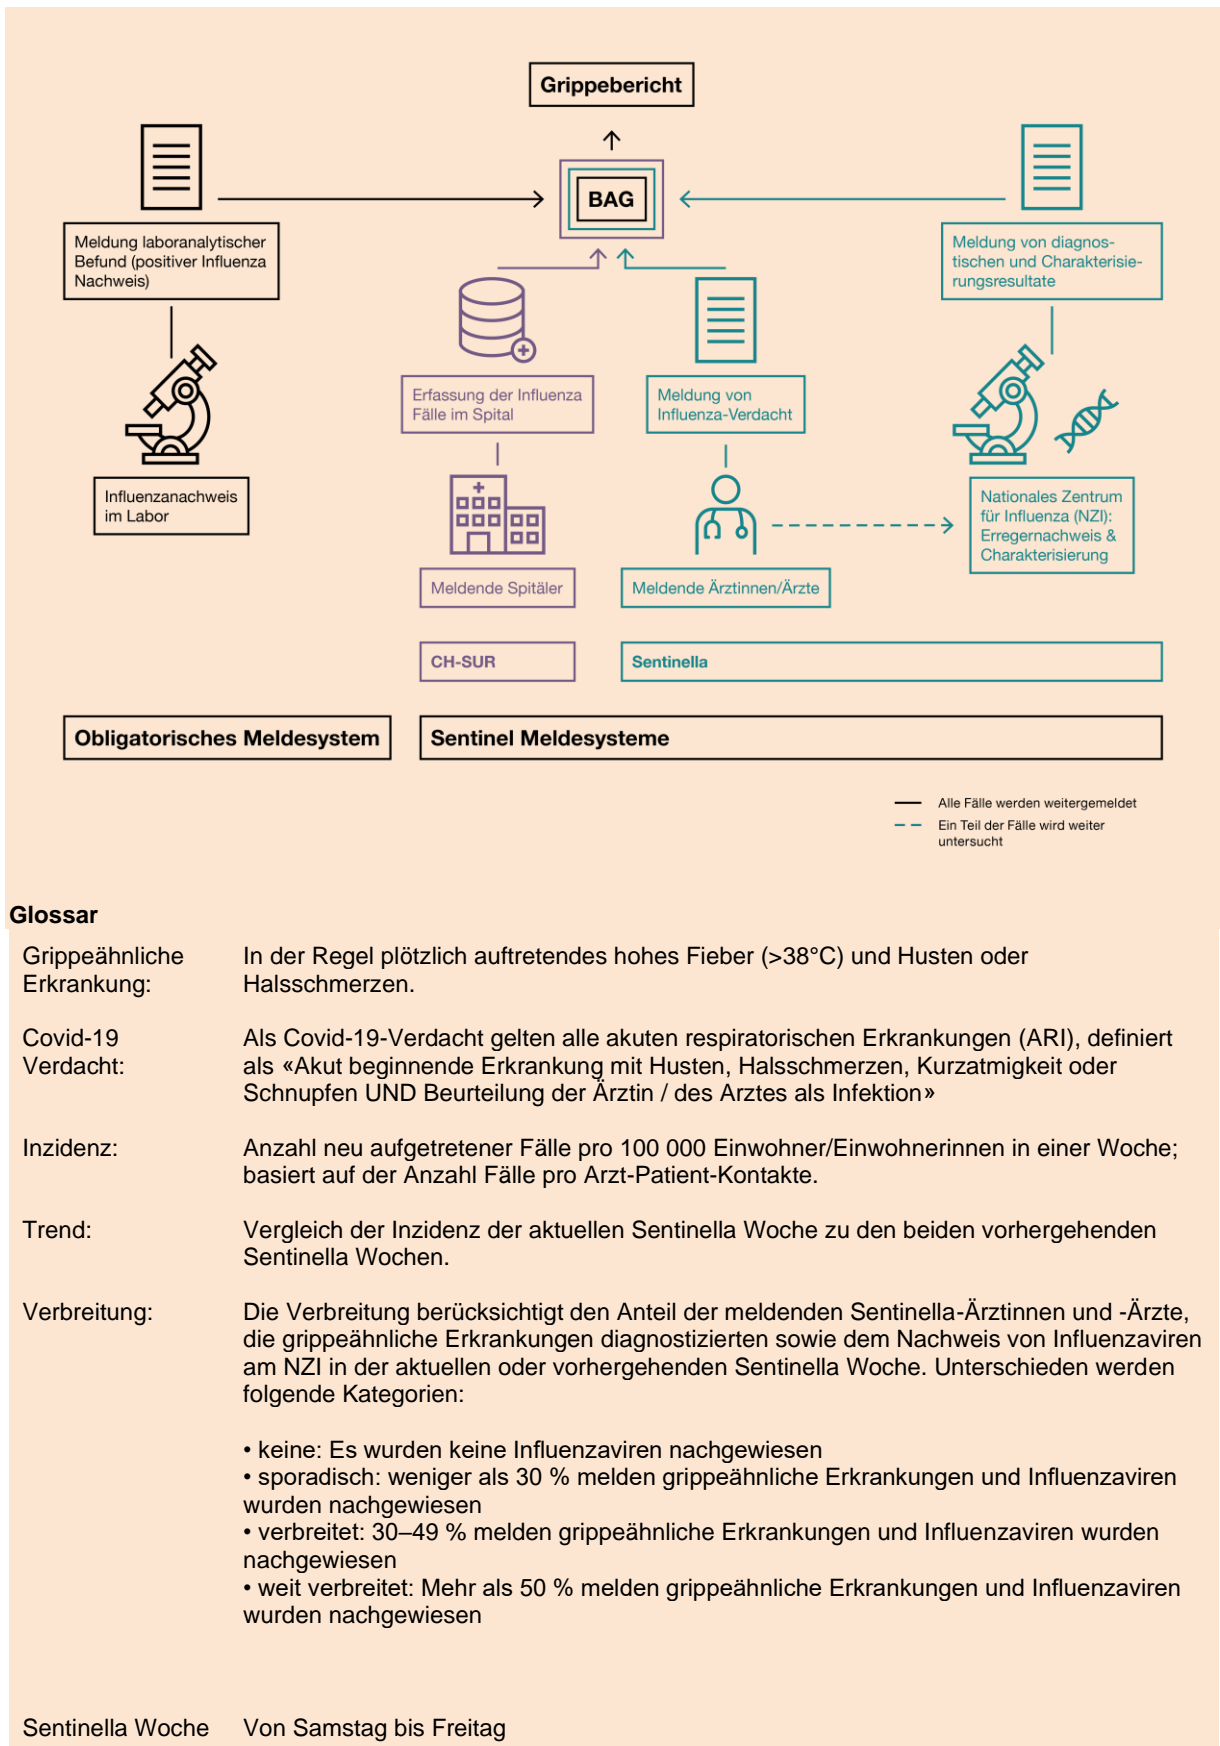 Grippebericht
BAG
Meldung laboranalytischer
Befund (positiver Influenza
Nachweis)
Meldung von diagnos-
tischen und Charakterisie-
rungsresultate
Erfassung der Influenza
Fälle im Spital
Meldung von
Influenza-Verdacht
Influenzanachweis
im Labor
Nationales Zentrum
für Influenza (NZI):
Erregernachweis &
Charakterisierung
Meldende Spitäler
Meldende Ärztinnen/Ärzte
CH-SUR
Sentinella
Obligatorisches Meldesystem
Sentinel Meldesysteme
Alle Fälle werden weitergemeldet
Ein Teil der Fälle wird weiter
untersucht
Glossar
Grippeähnliche
Erkrankung:
In der Regel plötzlich auftretendes hohes Fieber (>38°C) und Husten oder
Halsschmerzen.
Covid-19
Verdacht:
Als Covid-19-Verdacht gelten alle akuten respiratorischen Erkrankungen (ARI), definiert
als «Akut beginnende Erkrankung mit Husten, Halsschmerzen, Kurzatmigkeit oder
Schnupfen UND Beurteilung der Ärztin / des Arztes als Infektion»
Inzidenz:
Anzahl neu aufgetretener Fälle pro 100 000 Einwohner/Einwohnerinnen in einer Woche;
basiert auf der Anzahl Fälle pro Arzt-Patient-Kontakte.
Trend:
Vergleich der Inzidenz der aktuellen Sentinella Woche zu den beiden vorhergehenden
Sentinella Wochen.
Verbreitung:
Die Verbreitung berücksichtigt den Anteil der meldenden Sentinella-Ärztinnen und -Ärzte,
die grippeähnliche Erkrankungen diagnostizierten sowie dem Nachweis von Influenzaviren
am NZI in der aktuellen oder vorhergehenden Sentinella Woche. Unterschieden werden
folgende Kategorien:
• keine: Es wurden keine Influenzaviren nachgewiesen
• sporadisch: weniger als 30 % melden grippeähnliche Erkrankungen und Influenzaviren
wurden nachgewiesen
• verbreitet: 30–49 % melden grippeähnliche Erkrankungen und Influenzaviren wurden
nachgewiesen
• weit verbreitet: Mehr als 50 % melden grippeähnliche Erkrankungen und Influenzaviren
wurden nachgewiesen
Sentinella Woche
Von Samstag bis Freitag